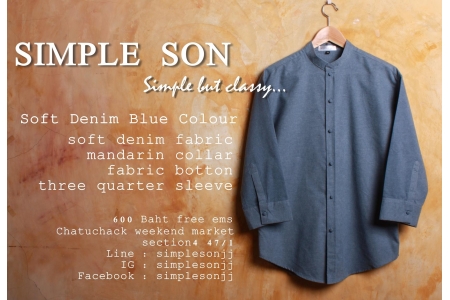 SIMPLE SON
Simple but classy...
Soft Denim Blue Colour
soft denim fabric
mandarin collar
fabric botton
three quarter sleeve
600 Baht free ems
Chatuchack weekend market
section4 47/1
Line : simplesonjj
IG : simplesonjj
Facebook : simplesonjj